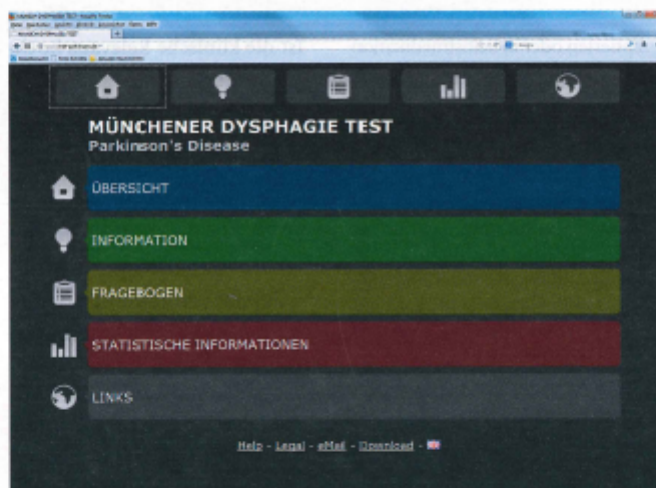 MÜNCHENER DYSPHAGIE TEST
Parkinson's Disease
ÜBERSICHT
INFORMATION
FRAGEBOGEN
STATISTISCHE INFORMATIONEN
LINKS
Help - Legal - eMail - Download -